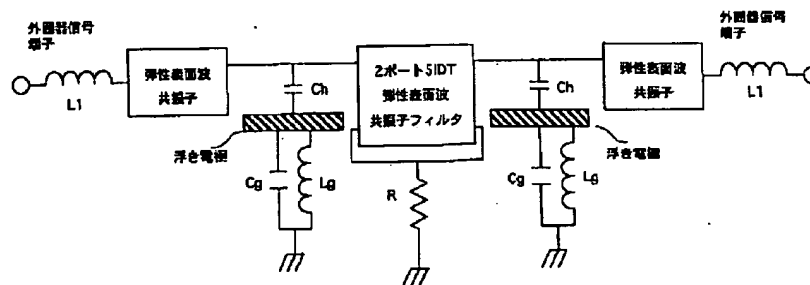 外囲器信号
端子
L1
弾性表面波
共振子
Ch
浮き電極
Cg
Lg
2ポート5IDT
弾性表面波
共振子フィルタ
R
Ch
浮き電極
Cg
Lg
弾性表面波
共振子
外囲器信号
端子
L1